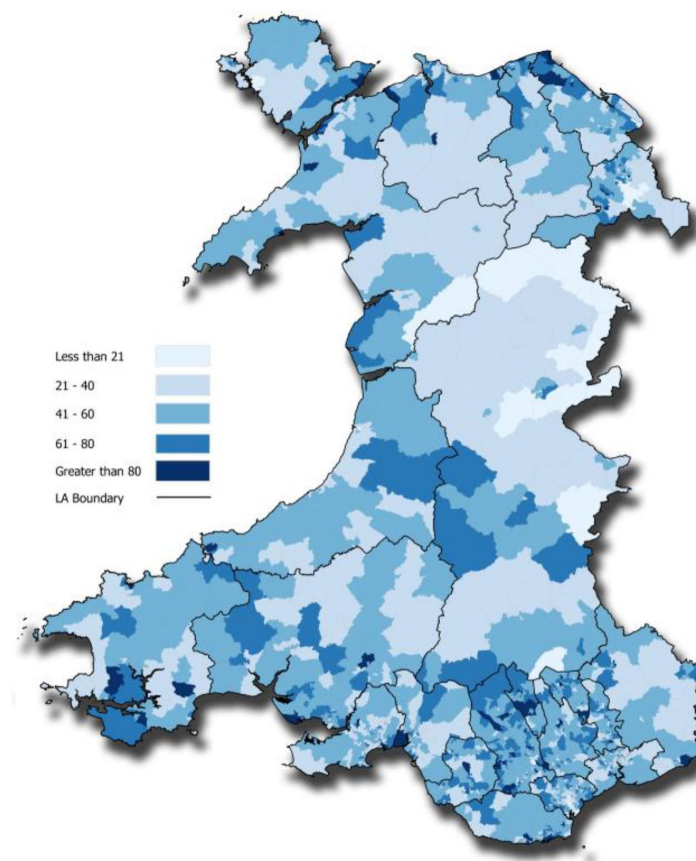 Less than 21
21 - 40
41 - 60
61 - 80
Greater than 80
LA Boundary